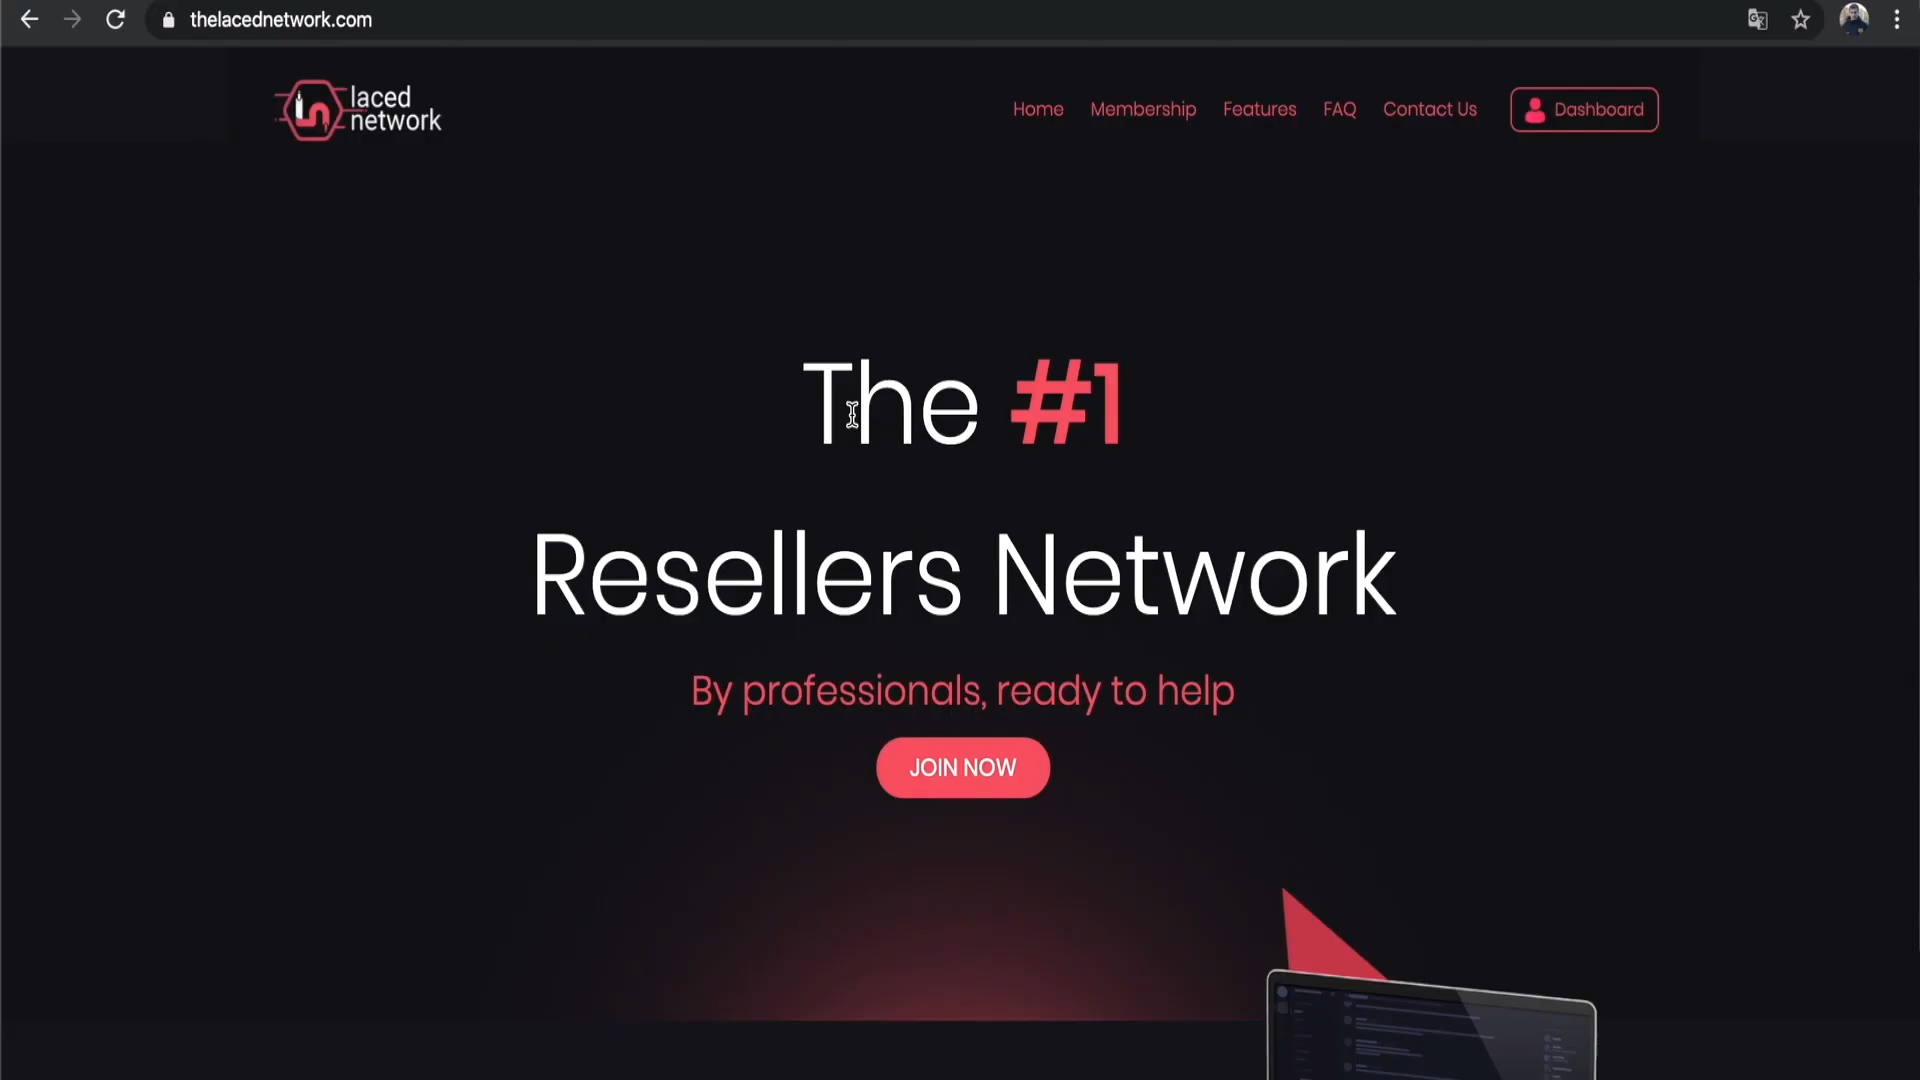 thelacednetwork.com
laced
network
Home Membership Features FAQ Contact Us Dashboard
The #1
Resellers Network
By professionals, ready to help
JOIN NOW